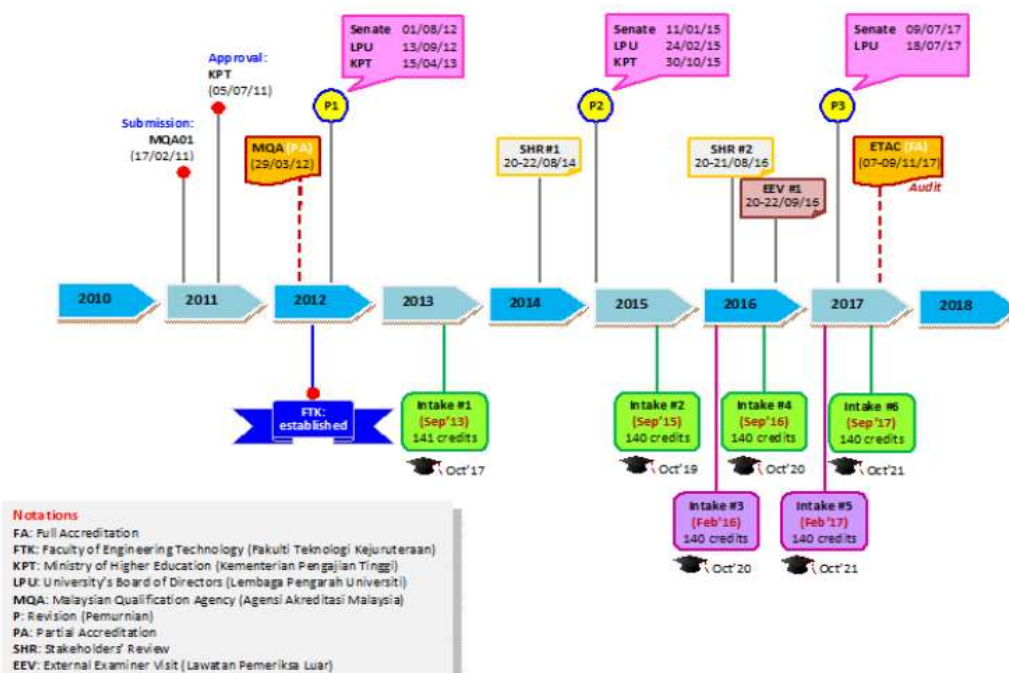 Senate 01/08/12
LPU 13/09/12
KPT 15/04/13
Senate 11/01/15
LPU 24/02/15
KPT 30/10/15
Senate 09/07/17
LPU 18/07/17
Approval:
KPT
(05/07/11)
P1
P2
P3
Submission:
MQA01
(17/02/11)
MQA (PA)
(29/03/12)
SHR #1
20-22/08/14
SHR #2
20-21/08/16
EEV #1
20-22/09/16
ETAC (FA)
(07-09/11/17)
Audit
2010
2011
2012
2013
2014
2015
2016
2017
2018
FTK:
established
Intake #1
(Sep'13)
141 credits
Oct'17
Intake #2
(Sep'15)
140 credits
Oct'19
Intake #4
(Sep'16)
140 credits
Oct'20
Intake #6
(Sep'17)
140 credits
Oct'21
Intake #3
(Feb'16)
140 credits
Oct'20
Intake #5
(Feb'17)
140 credits
Oct'21
Notations
FA: Full Accreditation
FTK: Faculty of Engineering Technology (Fakulti Teknologi Kejuruteraan)
KPT: Ministry of Higher Education (Kementerian Pengajian Tinggi)
LPU: University's Board of Directors (Lembaga Pengarah Universiti)
MQA: Malaysian Qualification Agency (Agensi Akreditasi Malaysia)
P: Revision (Pemurnian)
PA: Partial Accreditation
SHR: Stakeholders' Review
EEV: External Examiner Visit (Lawatan Pemeriksa Luar)